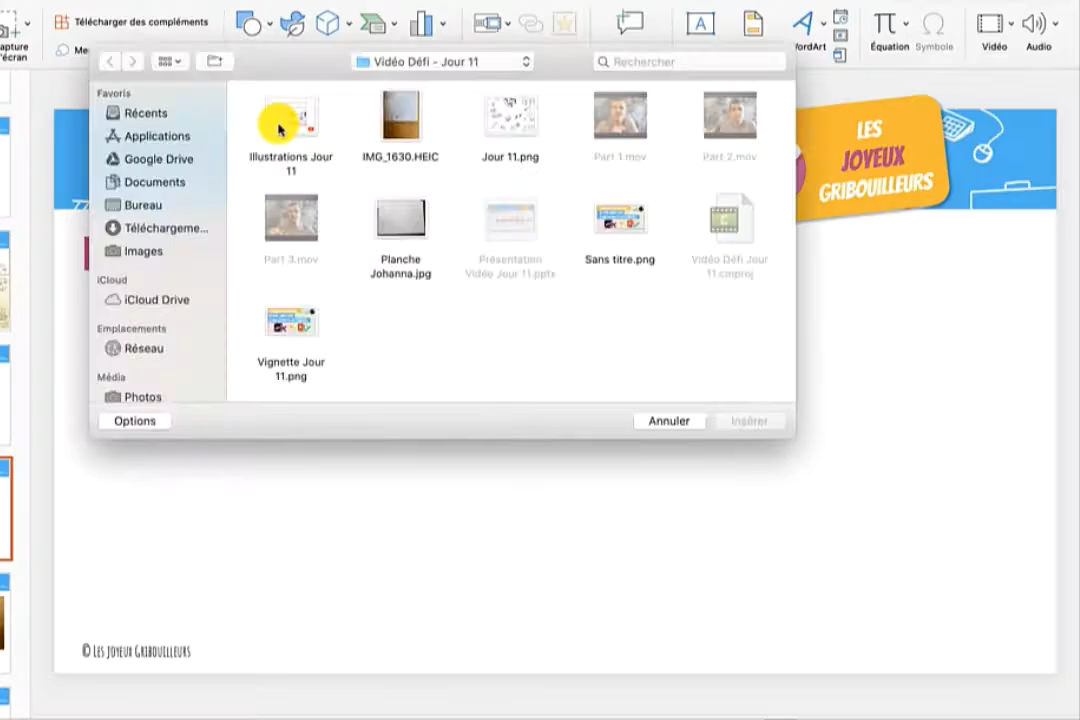 Télécharger des compléments
apture
'écran
Me
WordArt
Équation
Symbole
Vidéo
Audio
Vidéo Défi - Jour 11
Rechercher
Favoris
Récents
Applications
Google Drive
Documents
Bureau
Téléchargeme...
Images
iCloud
iCloud Drive
Emplacements
Réseau
Média
Photos
Illustrations Jour
11
IMG_1630.HEIC
Jour 11.png
Part 1.mov
Part 2.mov
Part 3.mov
Planche
Johanna.jpg
Présentation
Vidéo Jour 11.pptx
Sans titre.png
Vidéo Défi Jour
11.cmproj
Vignette Jour
11.png
Options
Annuler
Insérer
LES
JOYEUX
GRIBOUILLEURS
© LES JOYEUX GRIBOUILLEURS